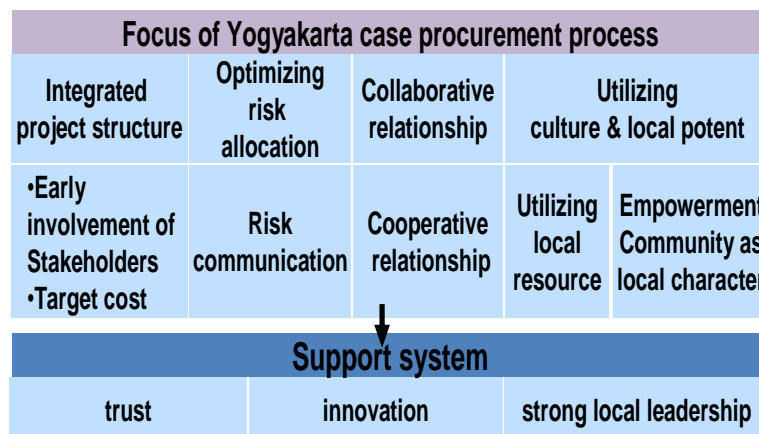 Focus of Yogyakarta case procurement process
Integrated
project structure
Optimizing
risk
allocation
Collaborative
relationship
Utilizing
culture & local potent
•Early
involvement of
Stakeholders
•Target cost
Risk
communication
Cooperative
relationship
Utilizing
local
resource
Empowerment
Community as
local character
Support system
trust
innovation
strong local leadership